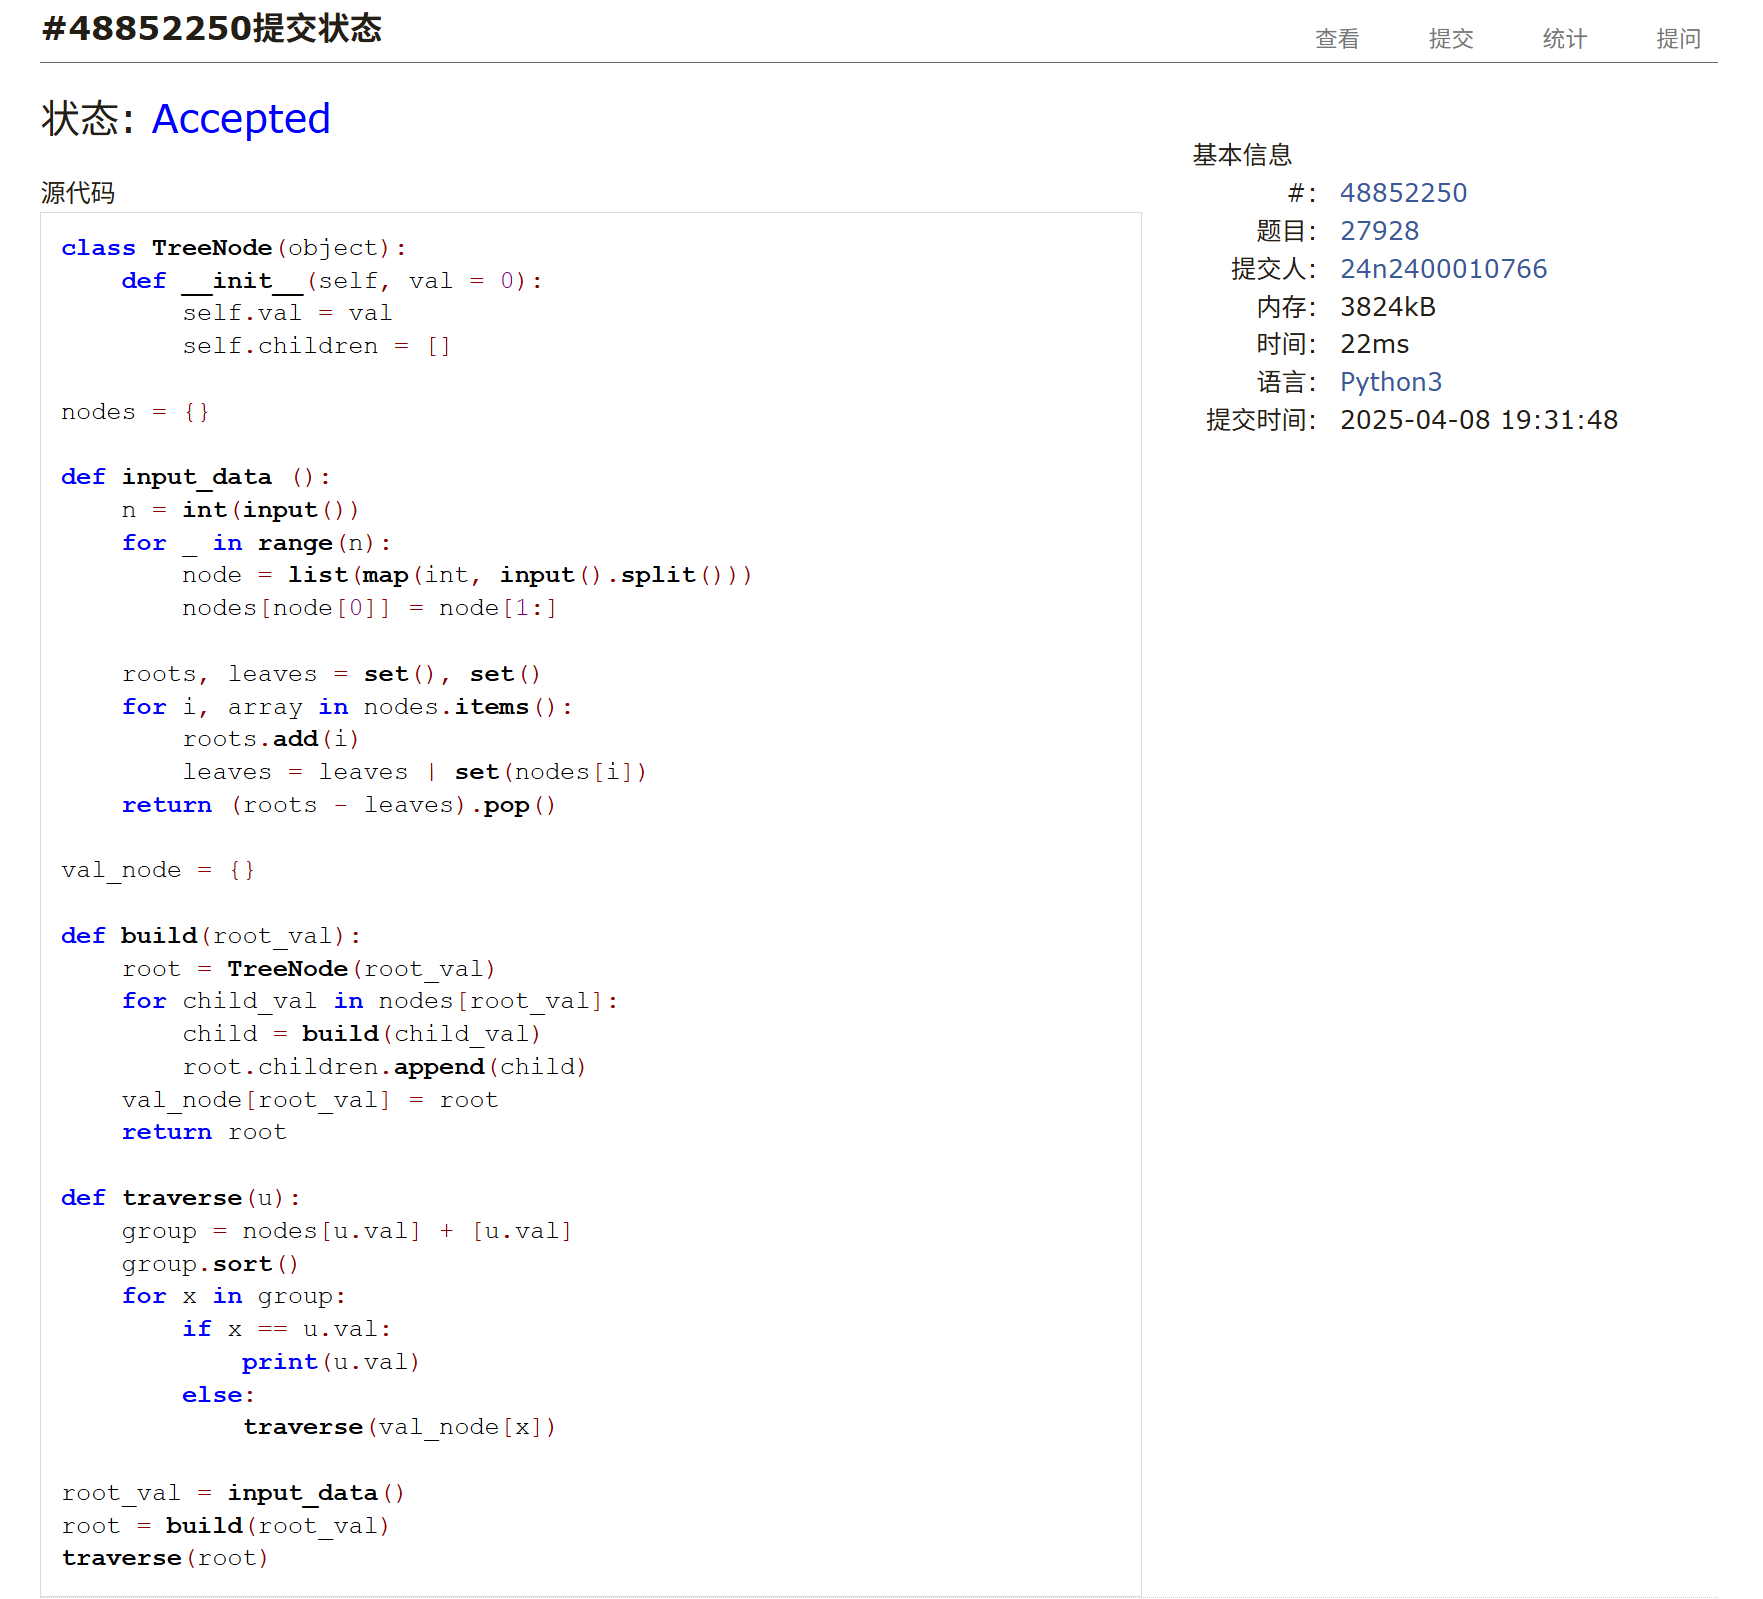 #48852250提交状态
查看 提交 统计 提问
状态: Accepted
源代码
class TreeNode(object):
    def __init__(self, val = 0):
        self.val = val
        self.children = []

nodes = {}

def input_data ():
    n = int(input())
    for _ in range(n):
        node = list(map(int, input().split()))
        nodes[node[0]] = node[1:]

    roots, leaves = set(), set()
    for i, array in nodes.items():
        roots.add(i)
        leaves = leaves | set(nodes[i])
    return (roots - leaves).pop()

val_node = {}

def build(root_val):
    root = TreeNode(root_val)
    for child_val in nodes[root_val]:
        child = build(child_val)
        root.children.append(child)
    val_node[root_val] = root
    return root

def traverse(u):
    group = nodes[u.val] + [u.val]
    group.sort()
    for x in group:
        if x == u.val:
            print(u.val)
        else:
            traverse(val_node[x])

root_val = input_data()
root = build(root_val)
traverse(root)
基本信息
#: 48852250
题目: 27928
提交人: 24n2400010766
内存: 3824kB
时间: 22ms
语言: Python3
提交时间: 2025-04-08 19:31:48